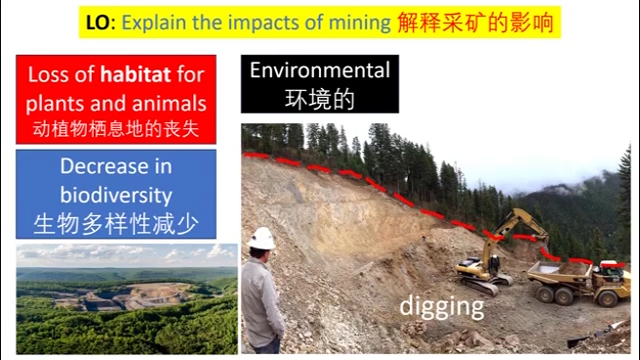 LO: Explain the impacts of mining 解释采矿的影响
Loss of habitat for
plants and animals
动植物栖息地的丧失
Environmental
环境的
Decrease in
biodiversity
生物多样性减少
digging